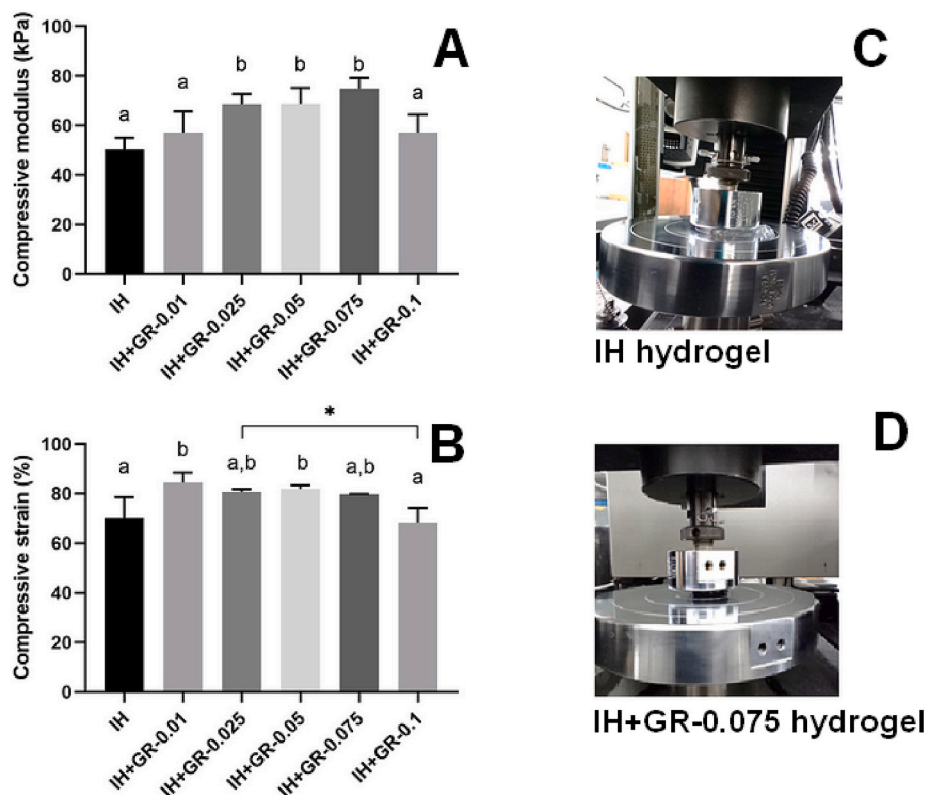 A
Compressive modulus (kPa)
100
80
60
40
20
0
a
a
b
b
b
a
IH
IH+GR-0.01
IH+GR-0.025
IH+GR-0.05
IH+GR-0.075
IH+GR-0.1
B
Compressive strain (%)
100
80
60
40
20
0
*
a
b
a,b
b
a,b
a
IH
IH+GR-0.01
IH+GR-0.025
IH+GR-0.05
IH+GR-0.075
IH+GR-0.1
C
IH hydrogel
D
IH+GR-0.075 hydrogel